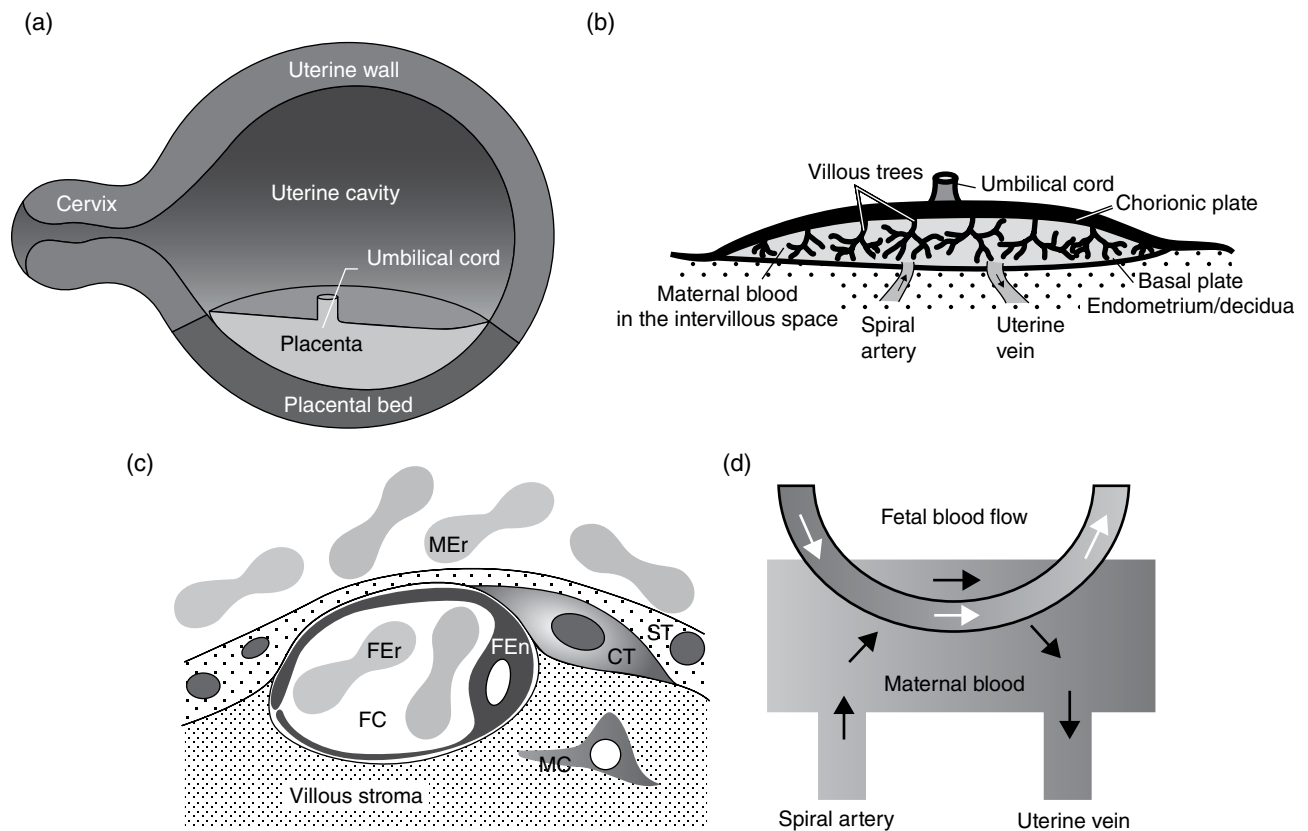 (a)
Uterine wall
Uterine cavity
Cervix
Umbilical cord
Placenta
Placental bed
(b)
Villous trees
Umbilical cord
Chorionic plate
Maternal blood
in the intervillous space
Spiral
artery
Uterine
vein
Basal plate
Endometrium/decidua
(c)
MEr
FEr
FEn
ST
CT
FC
MC
Villous stroma
(d)
Fetal blood flow
Maternal blood
Spiral artery
Uterine vein